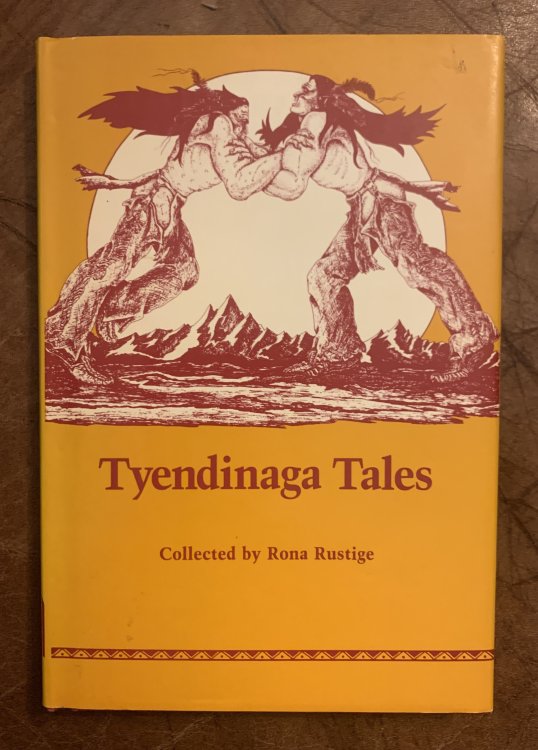 Tyendinaga Tales
Collected by Rona Rustige